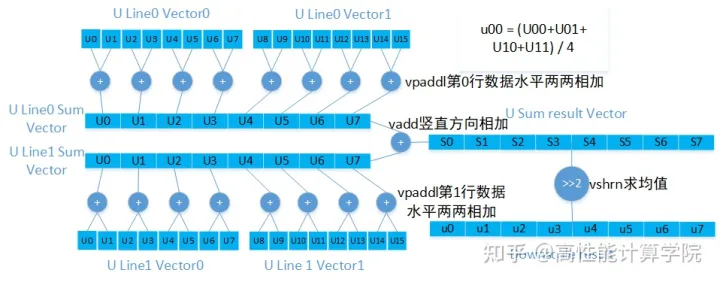 U Line0 Vector0
U Line0 Vector1
U0 U1 U2 U3 U4 U5 U6 U7
U8 U9 U10 U11 U12 U13 U14 U15
u00 = (U00+U01+
U10+U11) / 4
+ + + +
+ + + +
vpaddl第0行数据水平两两相加
U Line0 Sum
Vector
U0 U1 U2 U3 U4 U5 U6 U7
vadd竖直方向相加
U Sum result Vector
+
S0 S1 S2 S3 S4 S5 S6 S7
U Line1 Sum
Vector
U0 U1 U2 U3 U4 U5 U6 U7
>>2
vshrn求均值
+ + + +
+ + + +
vpaddl第1行数据
水平两两相加
u0 u1 u2 u3 u4 u5 u6 u7
U0 U1 U2 U3 U4 U5 U6 U7
U8 U9 U10 U11 U12 U13 U14 U15
U Line1 Vector0
U Line 1 Vector1
知乎 @高性能计算学院